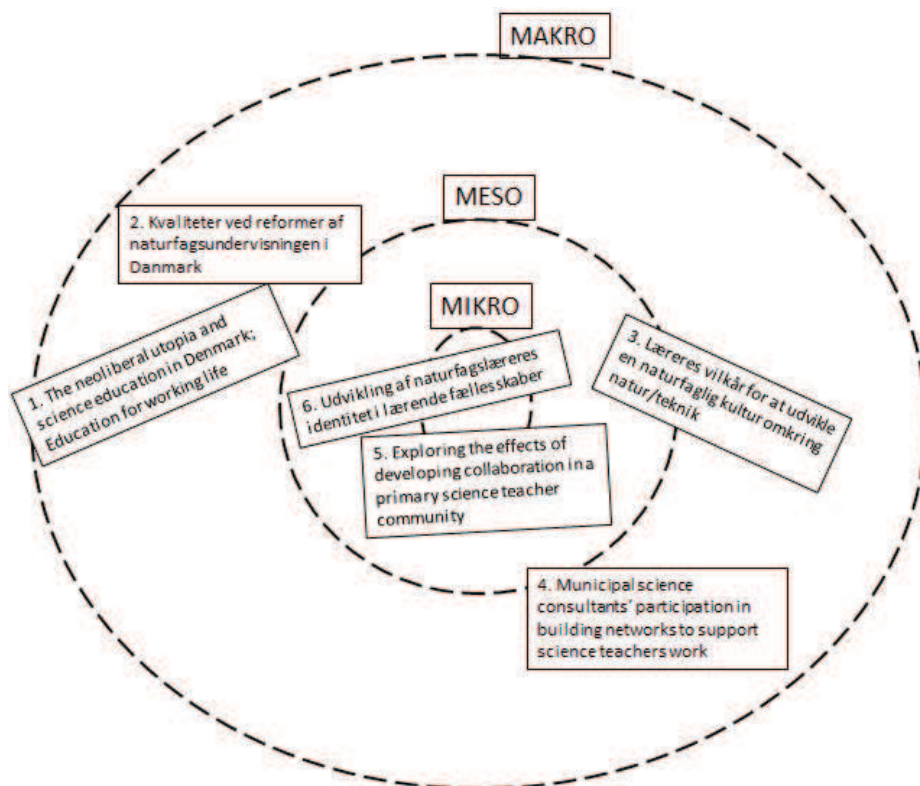 MAKRO
MESO
2. Kvaliteter ved reformer af
naturfagsundervisningen i
Danmark
MIKRO
1. The neoliberal utopia and
science education in Denmark;
Education for working life
3. Læreres vilkår for at udvikle
en naturfaglig kultur omkring
natur/teknik
6. Udvikling af naturfagslæreres
identitet i lærende fællesskaber
5. Exploring the effects of
developing collaboration in a
primary science teacher
community
4. Municipal science
consultants' participation in
building networks to support
science teachers work